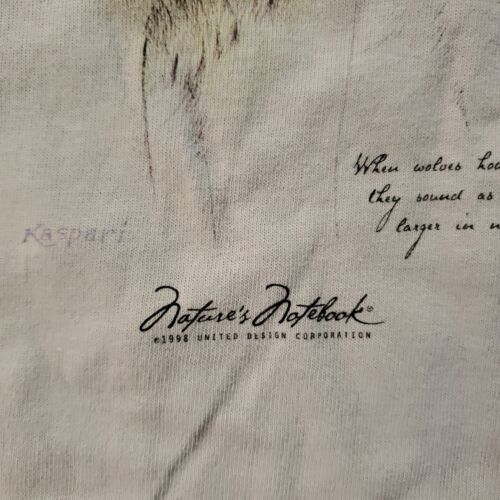 When wolves
they sound as
larger in
Kaspari
Nature's Notebook®
©1998 UNITED DESIGN CORPORATION